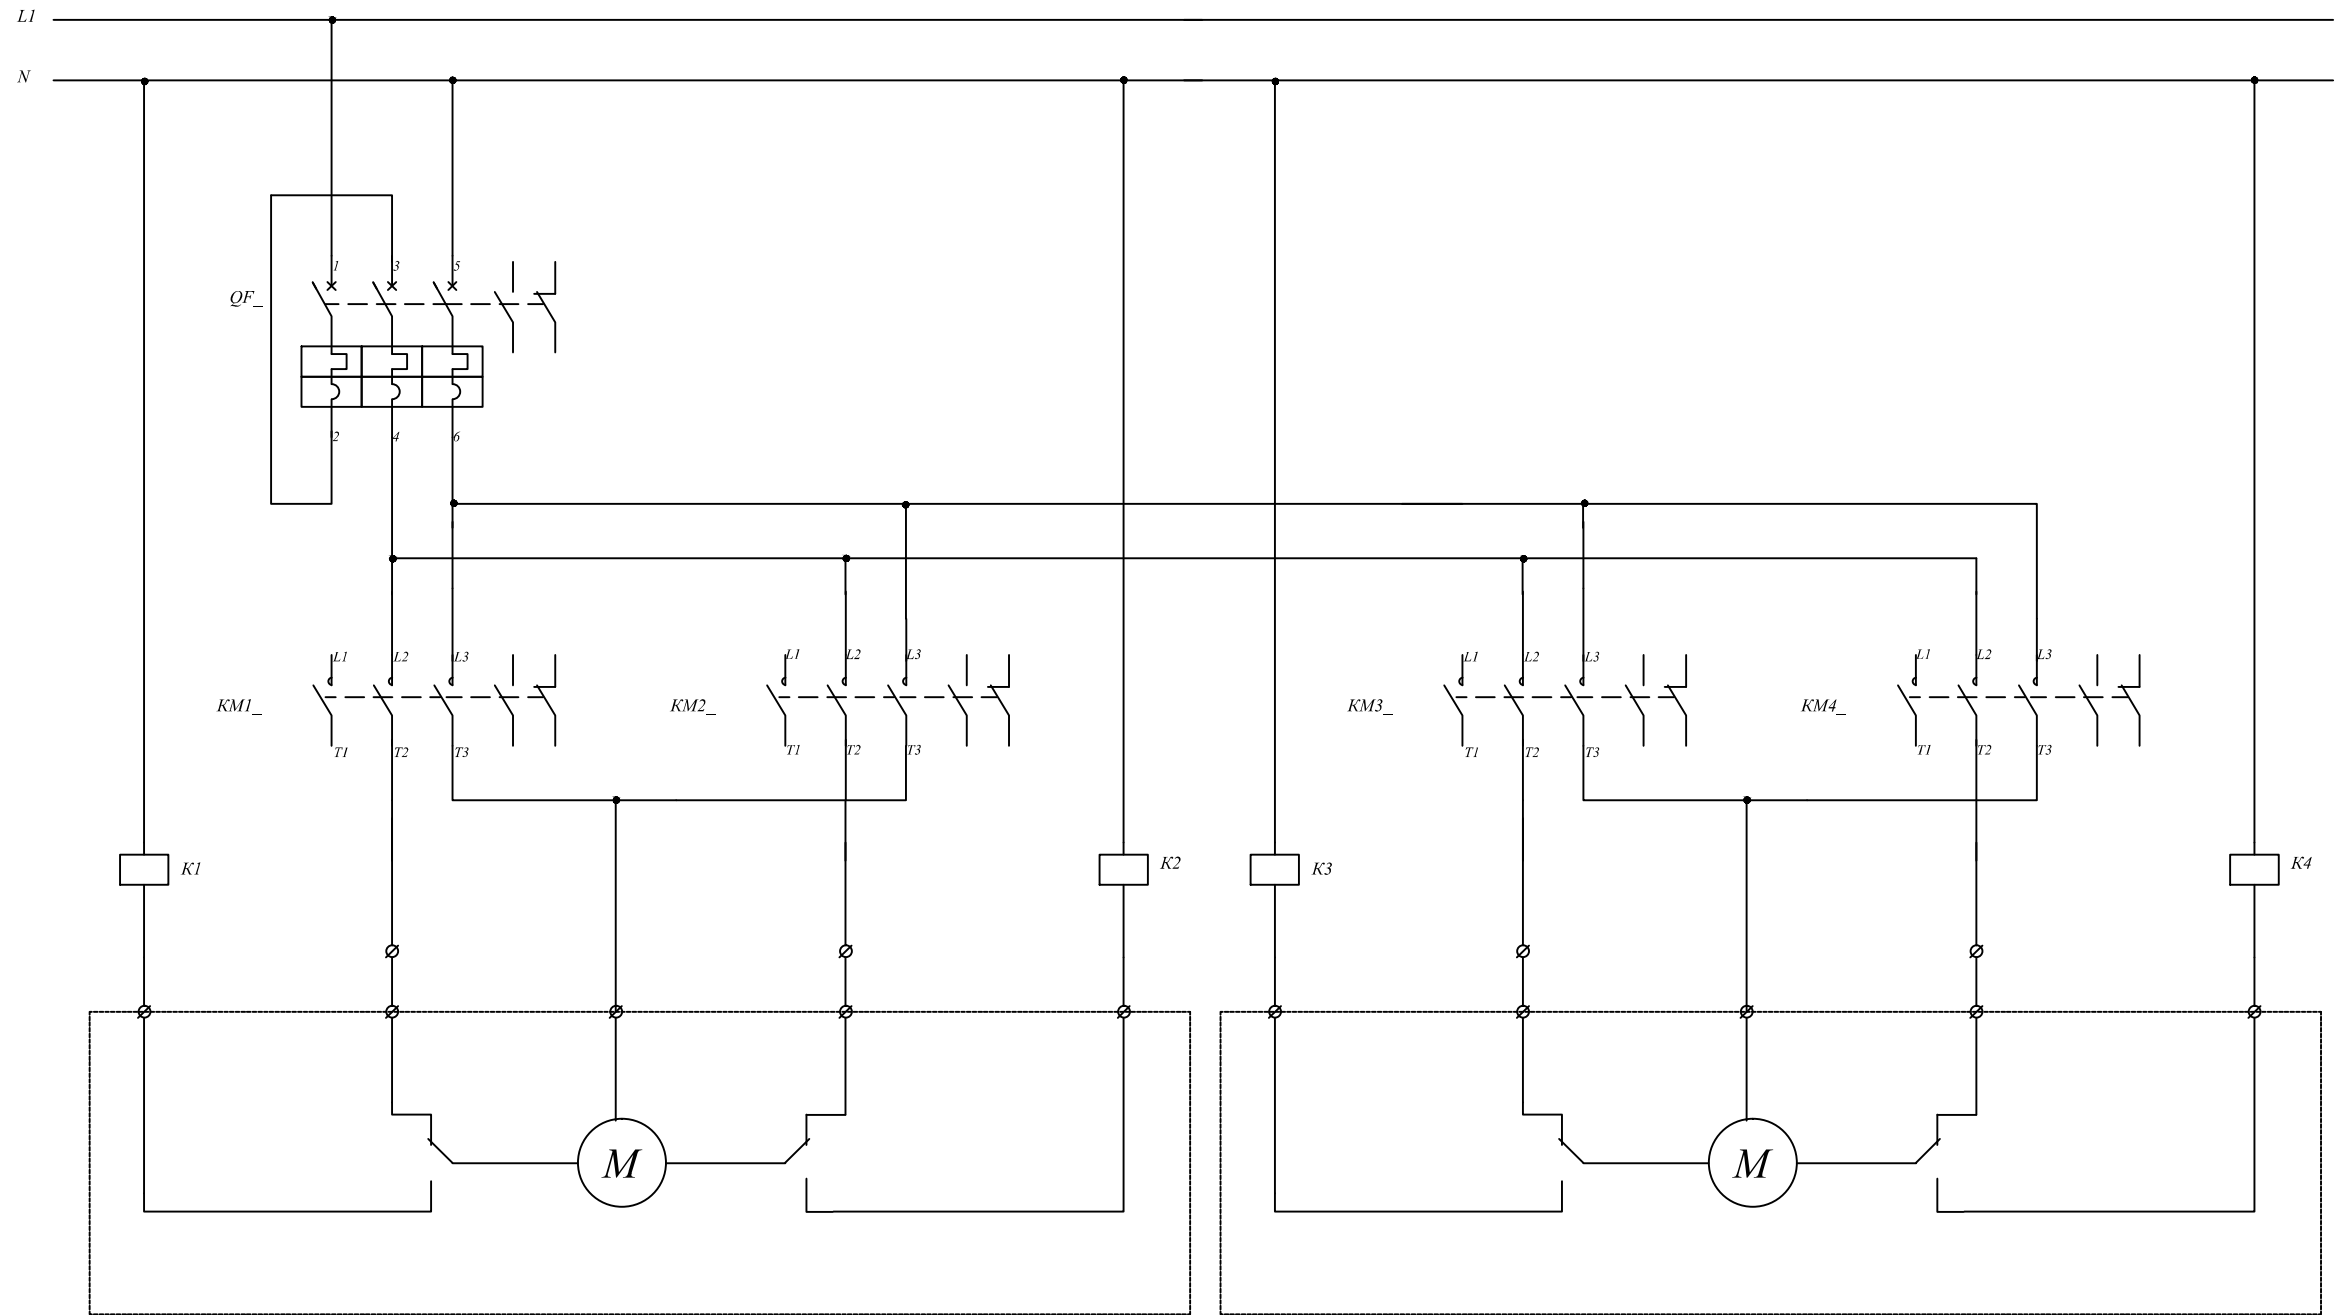 L1
N
1 3 5
QF_
2 4 6
L1 L2 L3 L1 L2 L3 L1 L2 L3 L1 L2 L3
KM1_ KM2_ KM3_ KM4_
T1 T2 T3 T1 T2 T3 T1 T2 T3 T1 T2 T3
K1 K2 K3 K4
M M